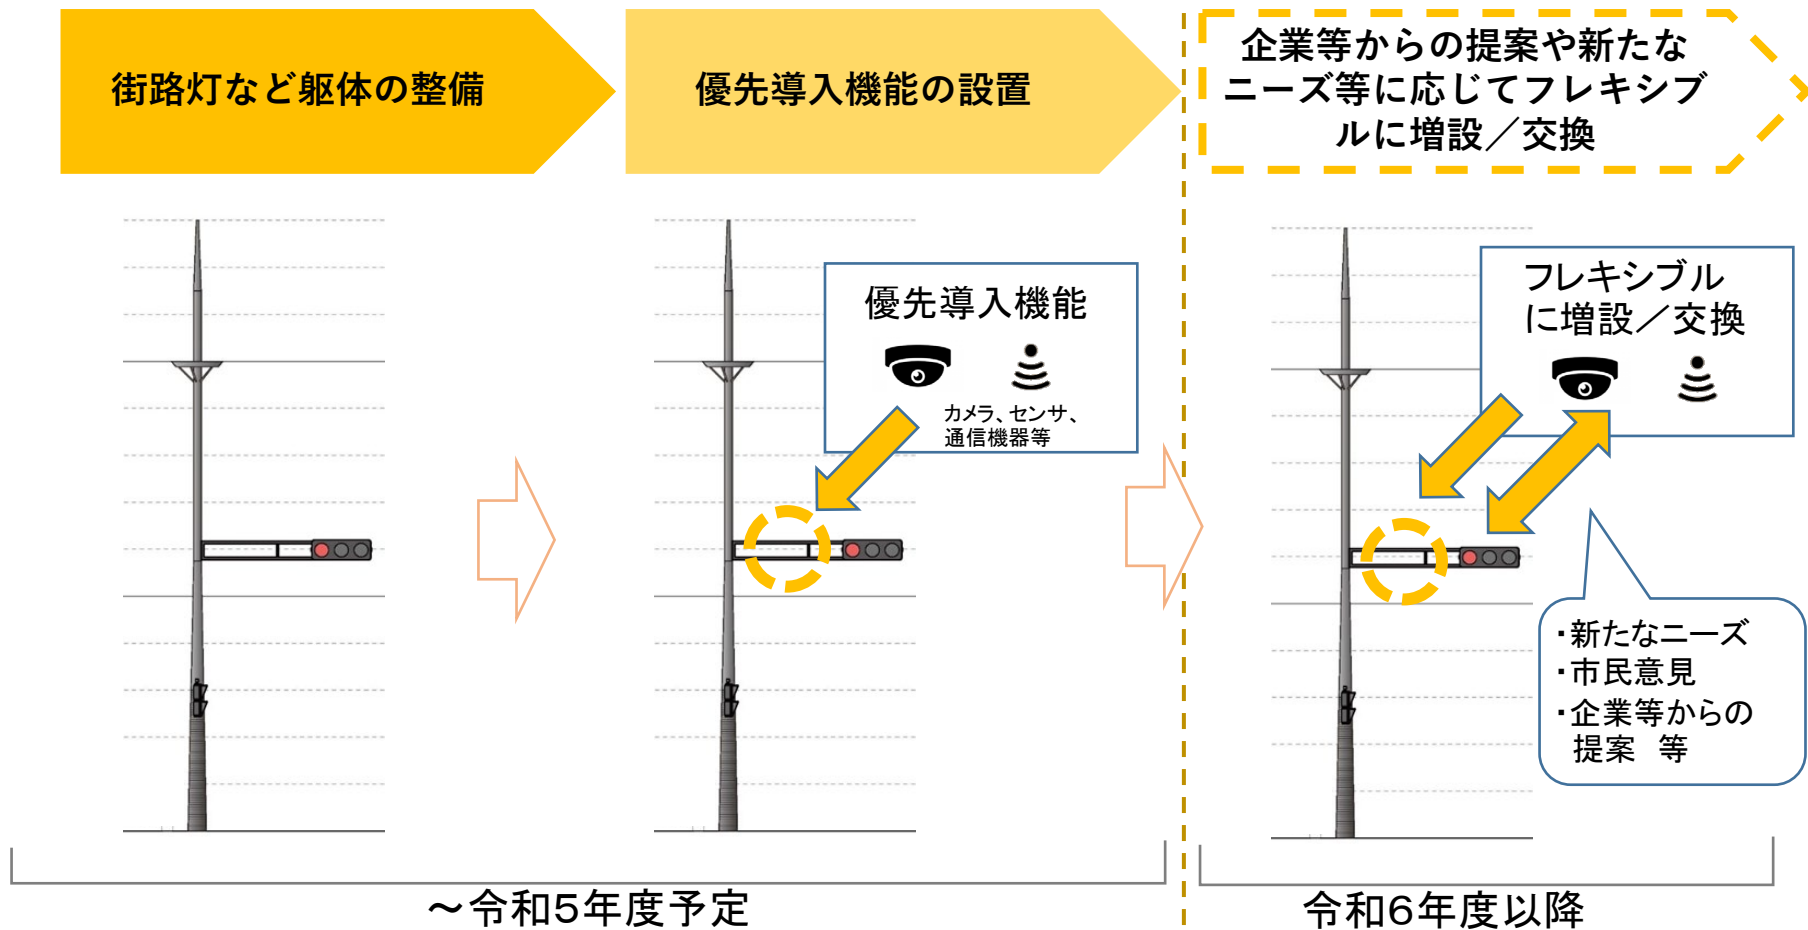 街路灯など躯体の整備
優先導入機能の設置
企業等からの提案や新たな
ニーズ等に応じてフレキシブ
ルに増設／交換
優先導入機能
カメラ、センサ、
通信機器等
フレキシブル
に増設／交換
・新たなニーズ
・市民意見
・企業等からの
提案　等
～令和5年度予定
令和6年度以降